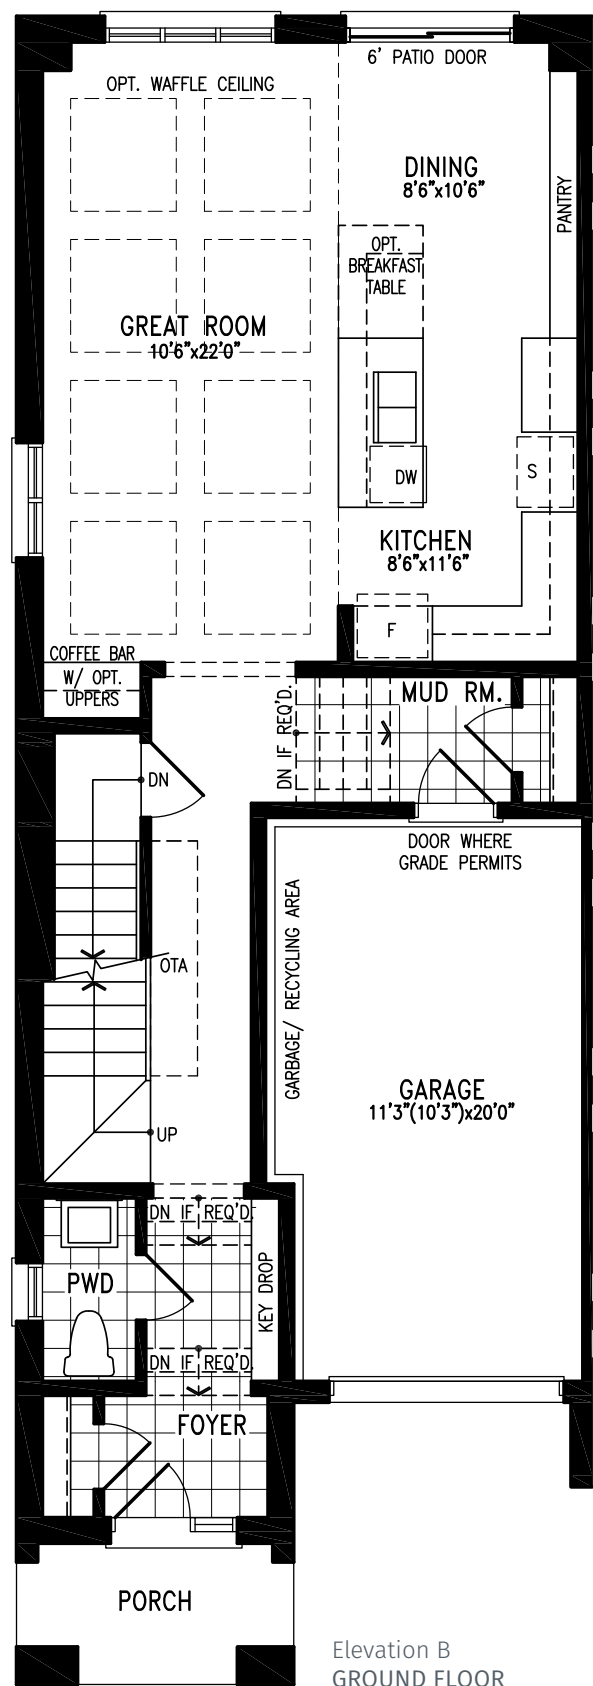 6' PATIO DOOR
OPT. WAFFLE CEILING
DINING
8'6"x10'6"
PANTRY
OPT.
BREAKFAST
TABLE
GREAT ROOM
10'6"x22'0"
DW
S
KITCHEN
8'6"x11'6"
F
COFFEE BAR
W/ OPT.
UPPERS
MUD RM.
DN IF REQ'D.
DN
DOOR WHERE
GRADE PERMITS
GARBAGE/ RECYCLING AREA
OTA
GARAGE
11'3"(10'3")x20'0"
UP
DN IF REQ'D.
KEY DROP
PWD
DN IF REQ'D.
FOYER
PORCH
Elevation B
GROUND FLOOR